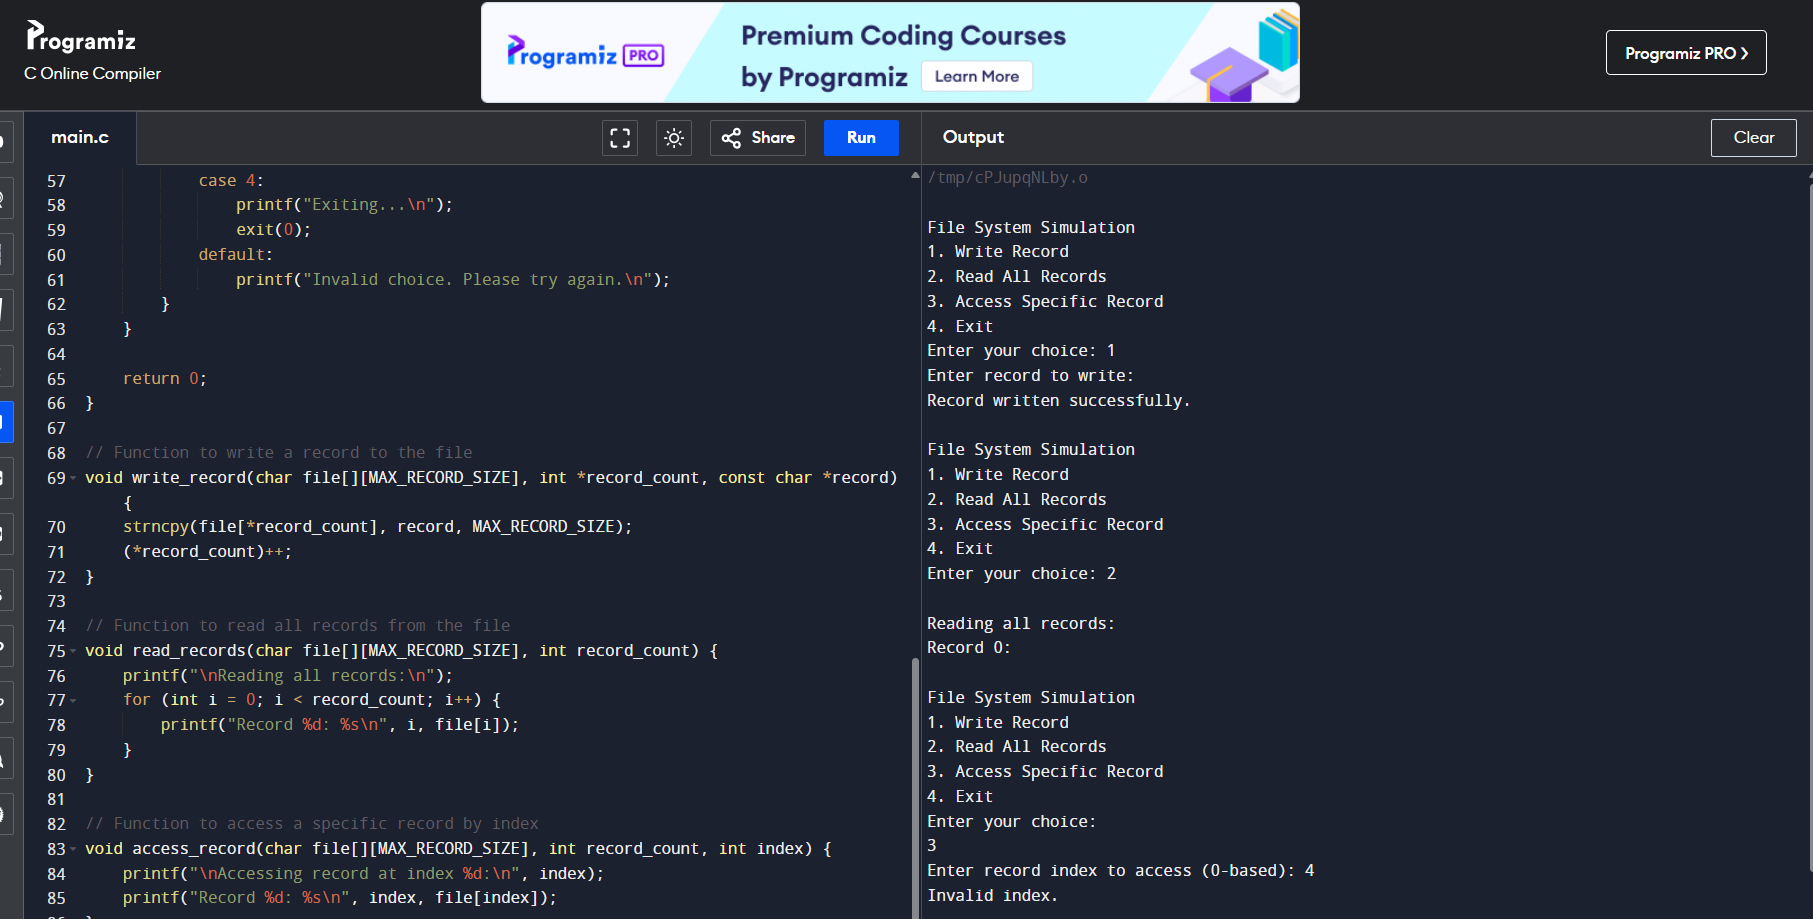 Programiz
C Online Compiler
Programiz PRO
Premium Coding Courses
by Programiz
Learn More
Programiz PRO ❯
main.c
Share
Run
Output
Clear
57 case 4:
58 printf("Exiting...\n");
59 exit(0);
60 default:
61 printf("Invalid choice. Please try again.\n");
62 }
63 }
64
65 return 0;
66 }
67
68 // Function to write a record to the file
69 void write_record(char file[][MAX_RECORD_SIZE], int *record_count, const char *record)
{
70 strncpy(file[*record_count], record, MAX_RECORD_SIZE);
71 (*record_count)++;
72 }
73
74 // Function to read all records from the file
75 void read_records(char file[][MAX_RECORD_SIZE], int record_count) {
76 printf("\nReading all records:\n");
77 for (int i = 0; i < record_count; i++) {
78 printf("Record %d: %s\n", i, file[i]);
79 }
80 }
81
82 // Function to access a specific record by index
83 void access_record(char file[][MAX_RECORD_SIZE], int record_count, int index) {
84 printf("\nAccessing record at index %d:\n", index);
85 printf("Record %d: %s\n", index, file[index]);
/tmp/cPJupqNLby.o
File System Simulation
1. Write Record
2. Read All Records
3. Access Specific Record
4. Exit
Enter your choice: 1
Enter record to write:
Record written successfully.
File System Simulation
1. Write Record
2. Read All Records
3. Access Specific Record
4. Exit
Enter your choice: 2
Reading all records:
Record 0:
File System Simulation
1. Write Record
2. Read All Records
3. Access Specific Record
4. Exit
Enter your choice:
3
Enter record index to access (0-based): 4
Invalid index.